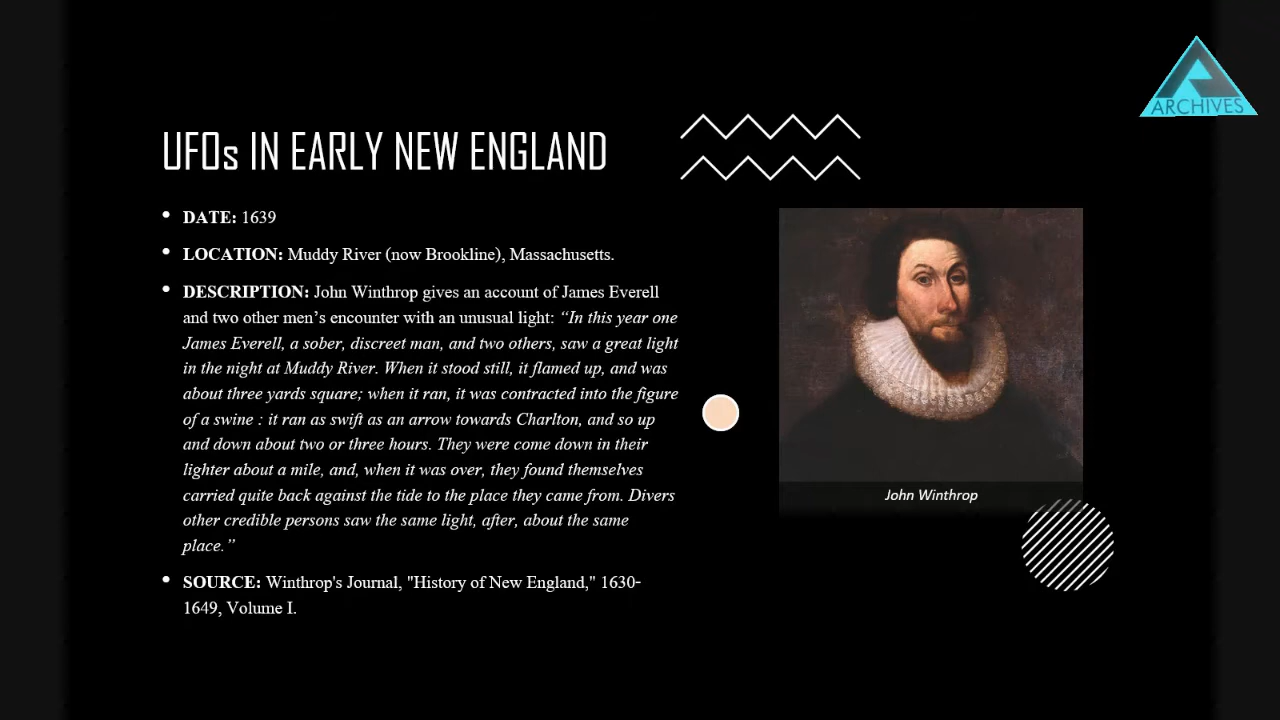 ARCHIVES
UFOs IN EARLY NEW ENGLAND
• DATE: 1639
• LOCATION: Muddy River (now Brookline), Massachusetts.
• DESCRIPTION: John Winthrop gives an account of James Everell
and two other men’s encounter with an unusual light: “In this year one
James Everell, a sober, discreet man, and two others, saw a great light
in the night at Muddy River. When it stood still, it flamed up, and was
about three yards square; when it ran, it was contracted into the figure
of a swine : it ran as swift as an arrow towards Charlton, and so up
and down about two or three hours. They were come down in their
lighter about a mile, and, when it was over, they found themselves
carried quite back against the tide to the place they came from. Divers
other credible persons saw the same light, after, about the same
place.”
• SOURCE: Winthrop's Journal, "History of New England," 1630-
1649, Volume I.
John Winthrop